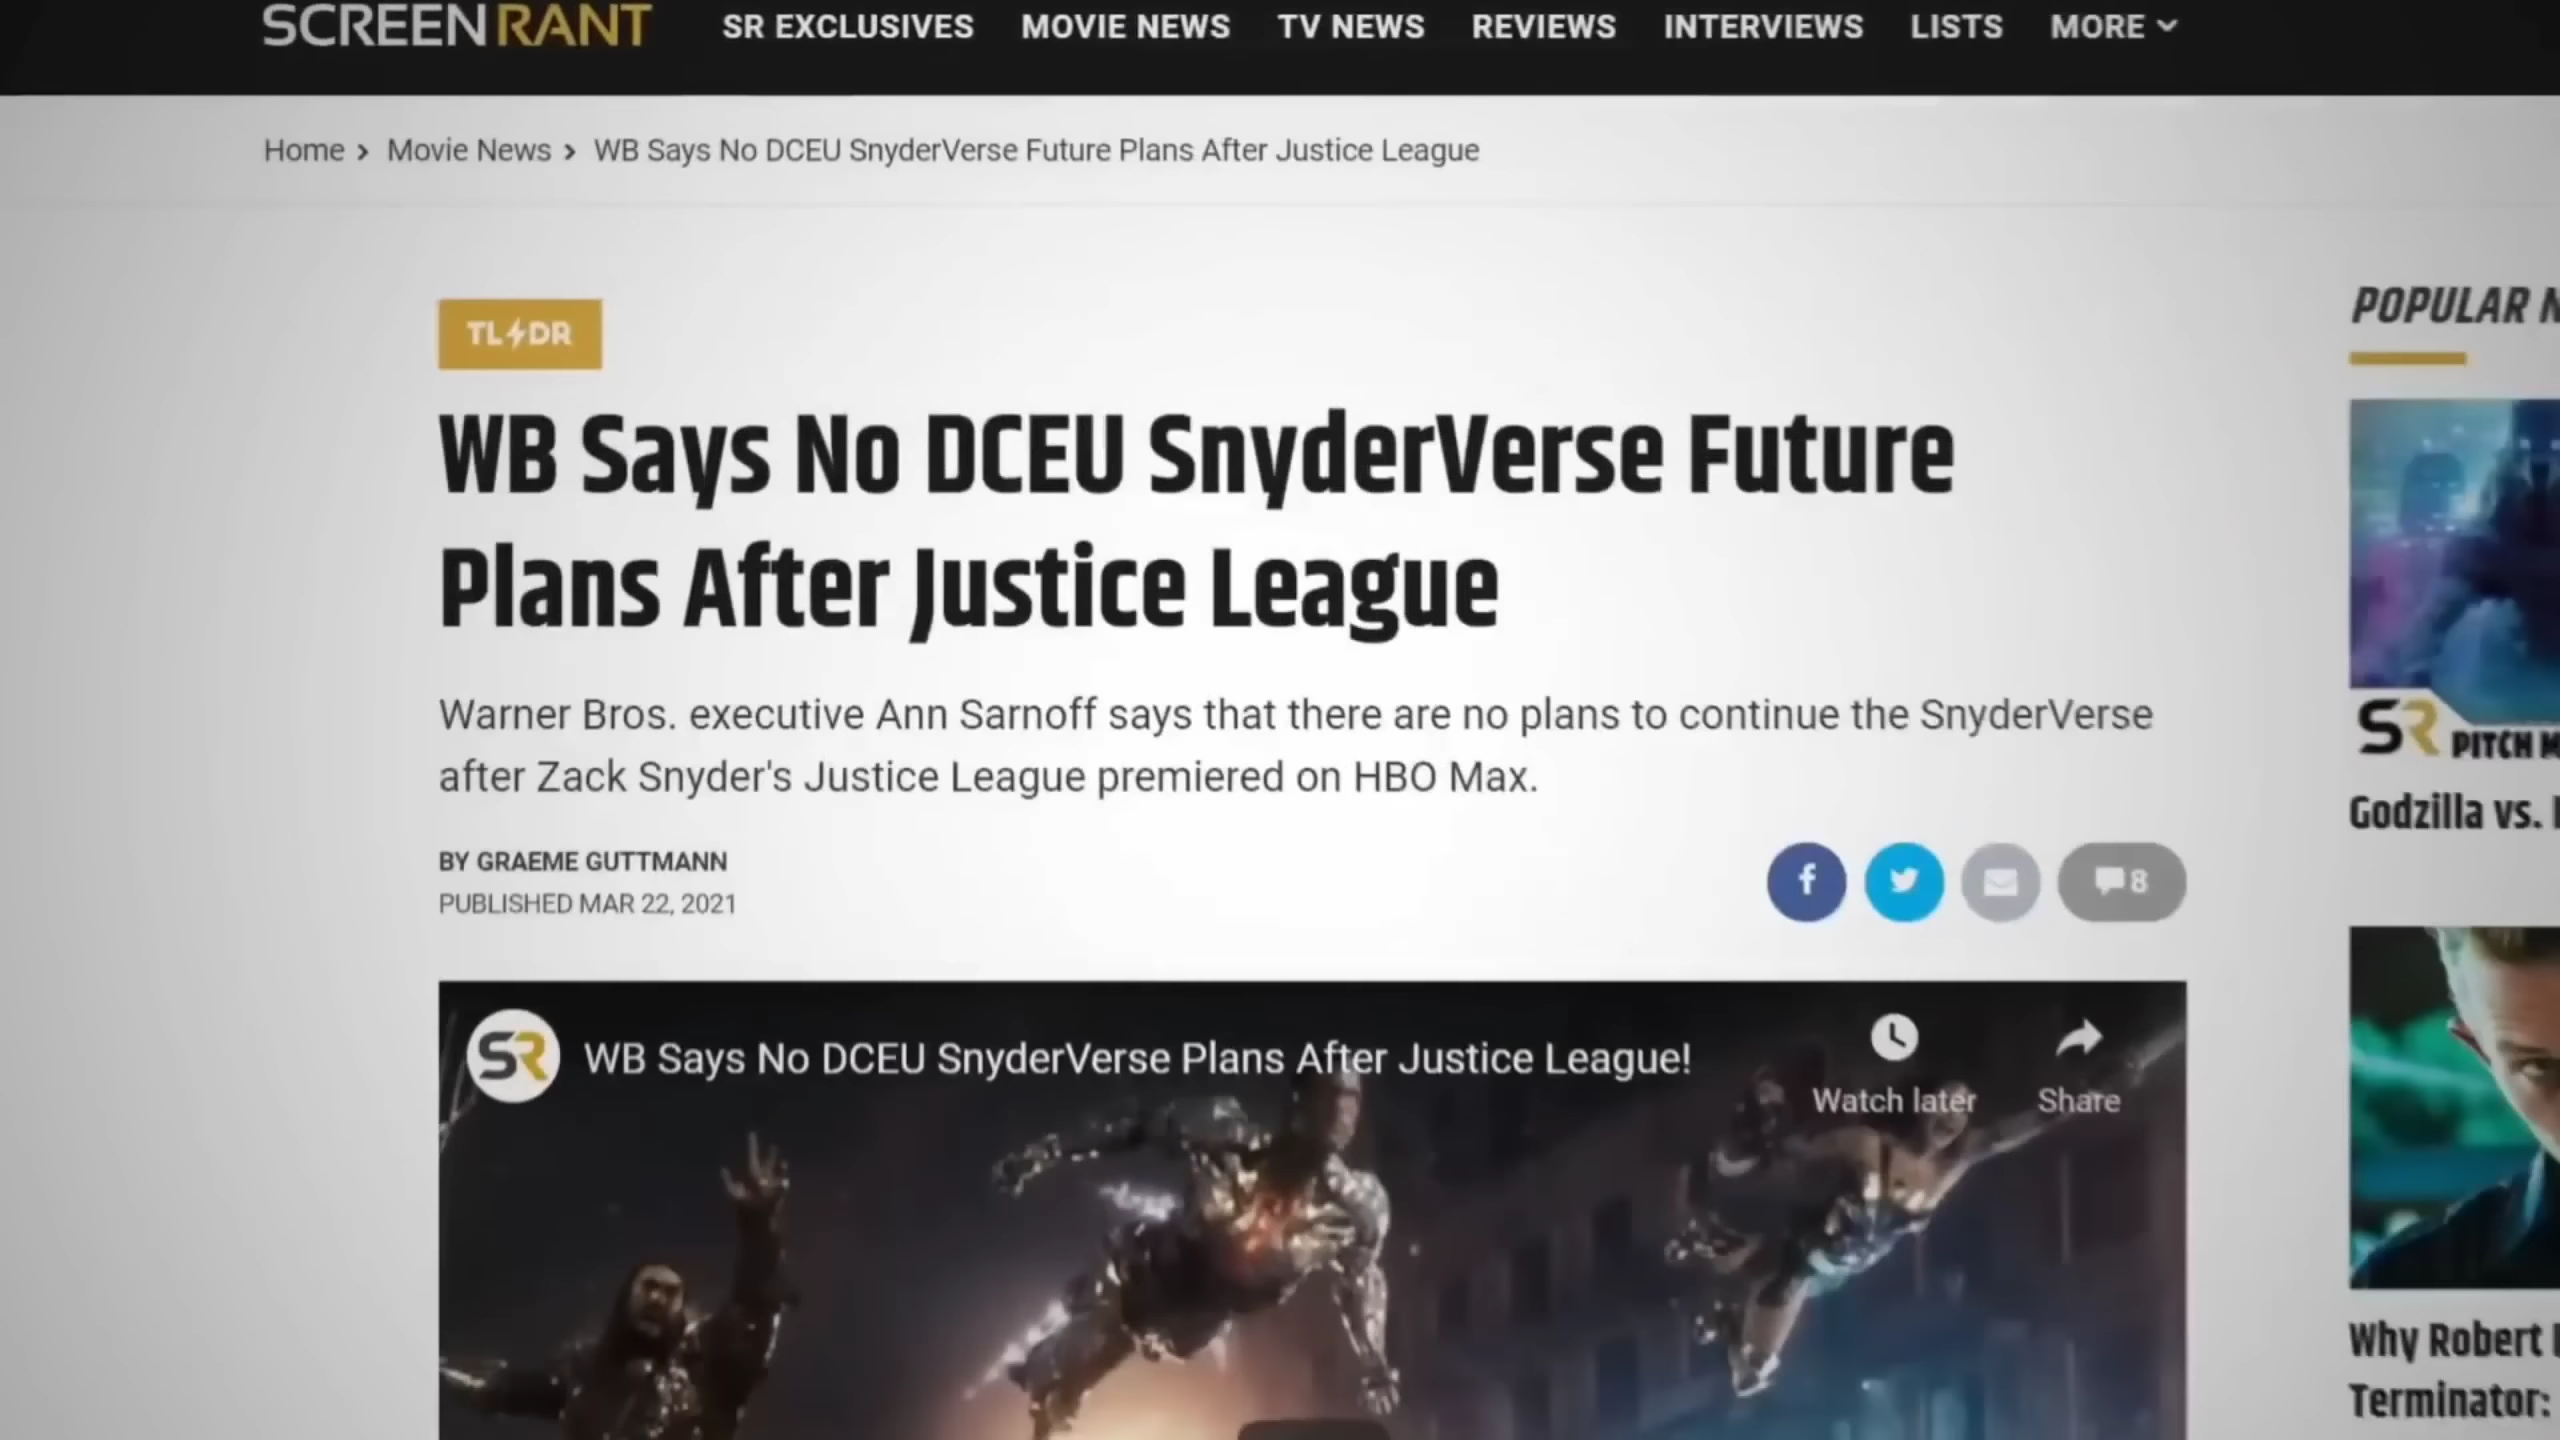 SCREENRANT
SR EXCLUSIVES MOVIE NEWS TV NEWS REVIEWS INTERVIEWS LISTS MORE
Home > Movie News > WB Says No DCEU SnyderVerse Future Plans After Justice League
TL DR
WB Says No DCEU SnyderVerse Future
Plans After Justice League
Warner Bros. executive Ann Sarnoff says that there are no plans to continue the SnyderVerse
after Zack Snyder's Justice League premiered on HBO Max.
BY GRAEME GUTTMANN
PUBLISHED MAR 22, 2021
f 8
SR WB Says No DCEU SnyderVerse Plans After Justice League!
Watch later Share
POPULAR
SR PITCH
Godzilla vs.
Why Robert
Terminator: